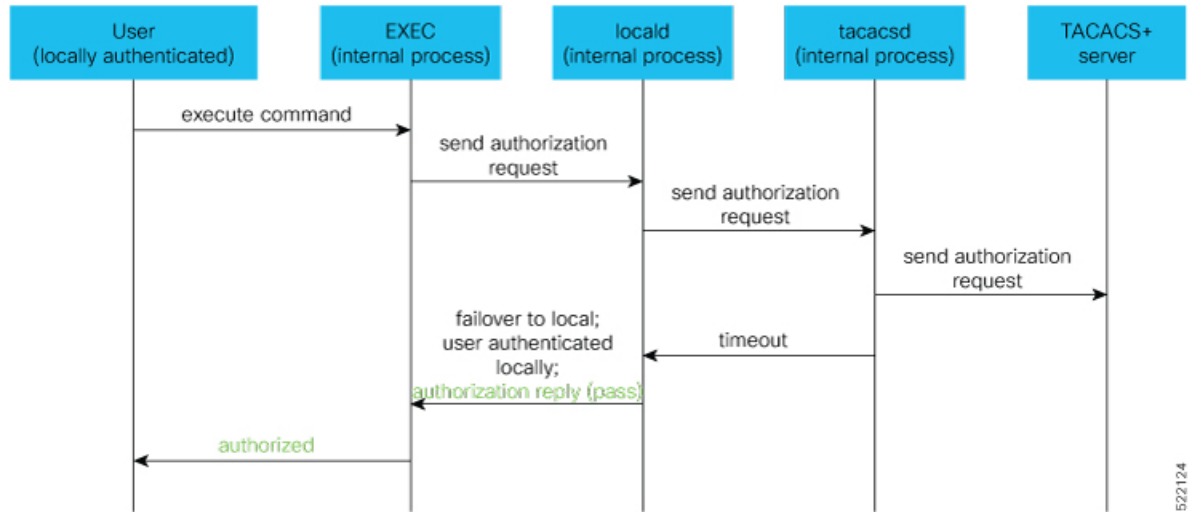 User
(locally authenticated)
EXEC
(internal process)
locald
(internal process)
tacacsd
(internal process)
TACACS+
server
execute command
send authorization
request
send authorization
request
send authorization
request
timeout
failover to local;
user authenticated
locally;
authorization reply (pass)
authorized
522124